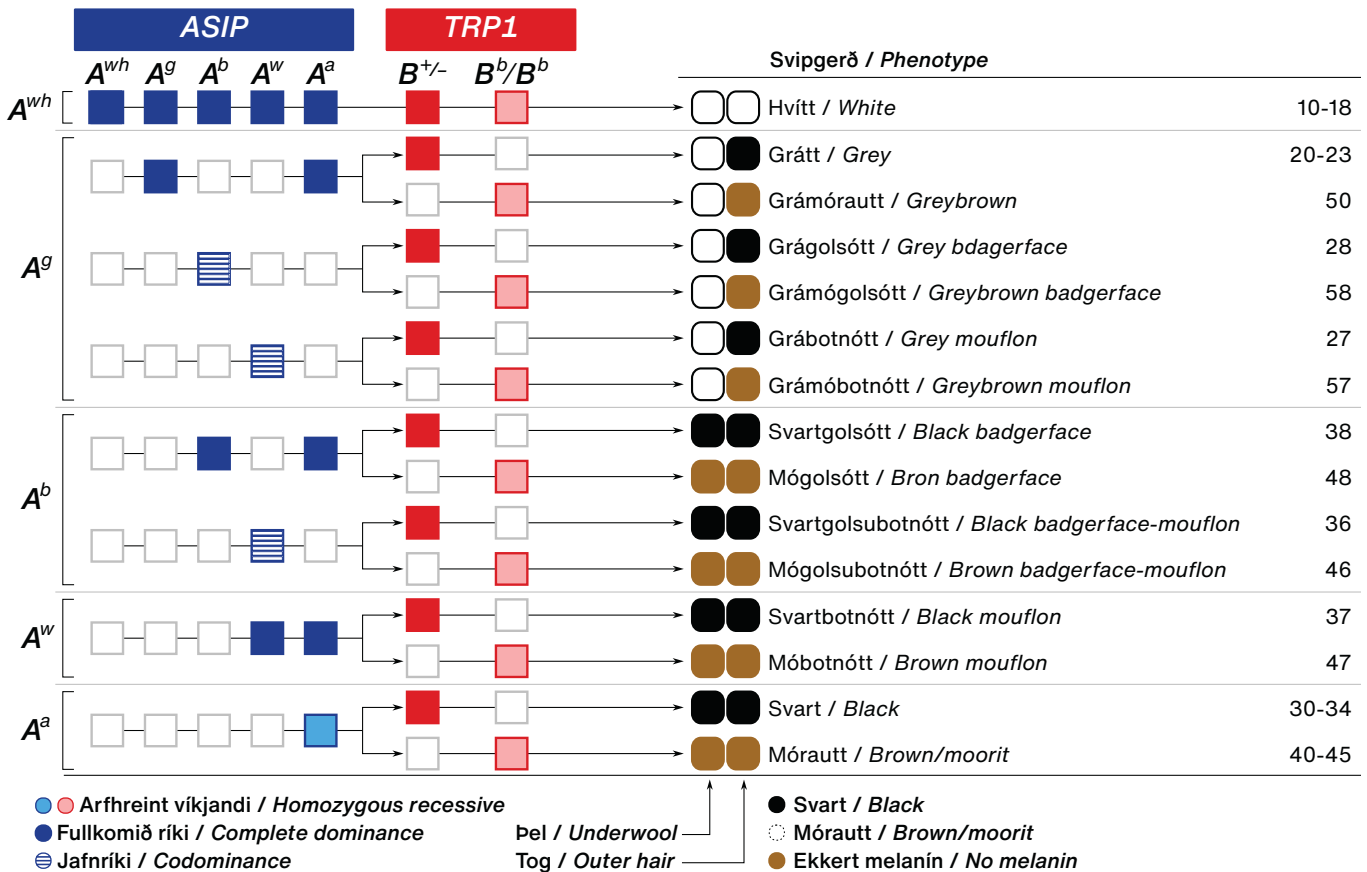 ASIP TRP1
A^wh A^g A^b A^w A^a B^+/- B^b/B^b Svipgerð / Phenotype
A^wh Hvítt / White 10-18
Grátt / Grey 20-23
Grámórautt / Greybrown 50
A^g Grágolsótt / Grey bdagerface 28
Grámógolsótt / Greybrown badgerface 58
Grábotnótt / Grey mouflon 27
Grámóbotnótt / Greybrown mouflon 57
Svartgolsótt / Black badgerface 38
A^b Mógolsótt / Bron badgerface 48
Svartgolsubotnótt / Black badgerface-mouflon 36
Mógolsubotnótt / Brown badgerface-mouflon 46
A^w Svartbotnótt / Black mouflon 37
Móbotnótt / Brown mouflon 47
A^a Svart / Black 30-34
Mórautt / Brown/moorit 40-45
Arfhreint víkjandi / Homozygous recessive
Fullkomið ríki / Complete dominance
Jafnríki / Codominance
Þel / Underwool
Tog / Outer hair
Svart / Black
Mórautt / Brown/moorit
Ekkert melanín / No melanin